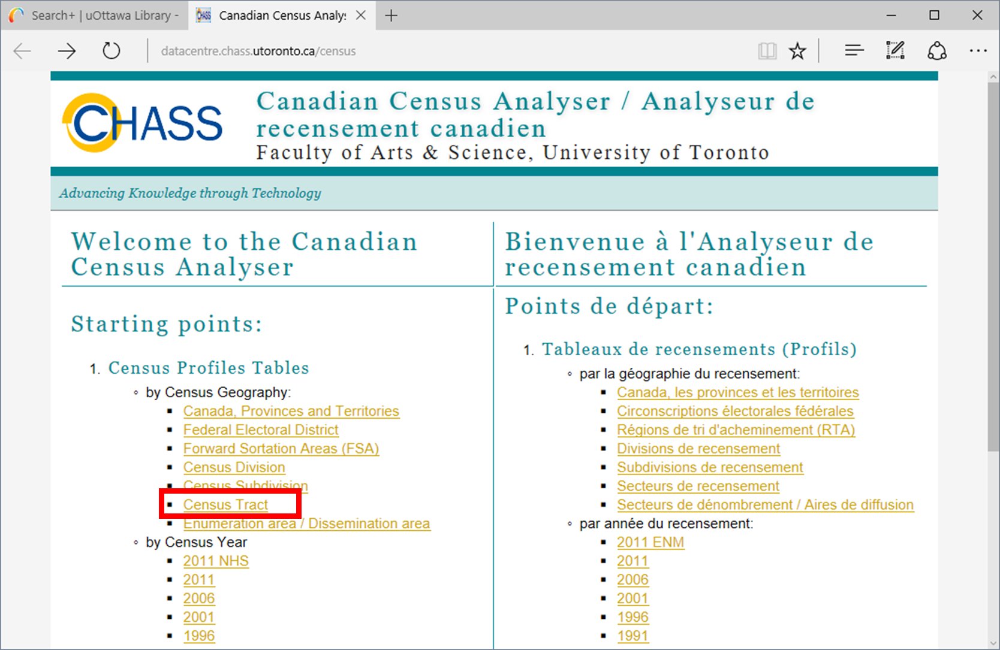 Search+ | uOttawa Library -
CHASS
Canadian Census Analy
datacentre.chass.utoronto.ca/census
CHASS
Canadian Census Analyser / Analyseur de
recensement canadien
Faculty of Arts & Science, University of Toronto
Advancing Knowledge through Technology
Welcome to the Canadian
Census Analyser
Starting points:
1. Census Profiles Tables
by Census Geography:
Canada, Provinces and Territories
Federal Electoral District
Forward Sortation Areas (FSA)
Census Division
Census Subdivision
Census Tract
Enumeration area / Dissemination area
by Census Year
2011 NHS
2011
2006
2001
1996
Bienvenue à l'Analyseur de
recensement canadien
Points de départ:
1. Tableaux de recensements (Profils)
par la géographie du recensement:
Canada, les provinces et les territoires
Circonscriptions électorales fédérales
Régions de tri d'acheminement (RTA)
Divisions de recensement
Subdivisions de recensement
Secteurs de recensement
Secteurs de dénombrement / Aires de diffusion
par année du recensement:
2011 ENM
2011
2006
2001
1996
1991